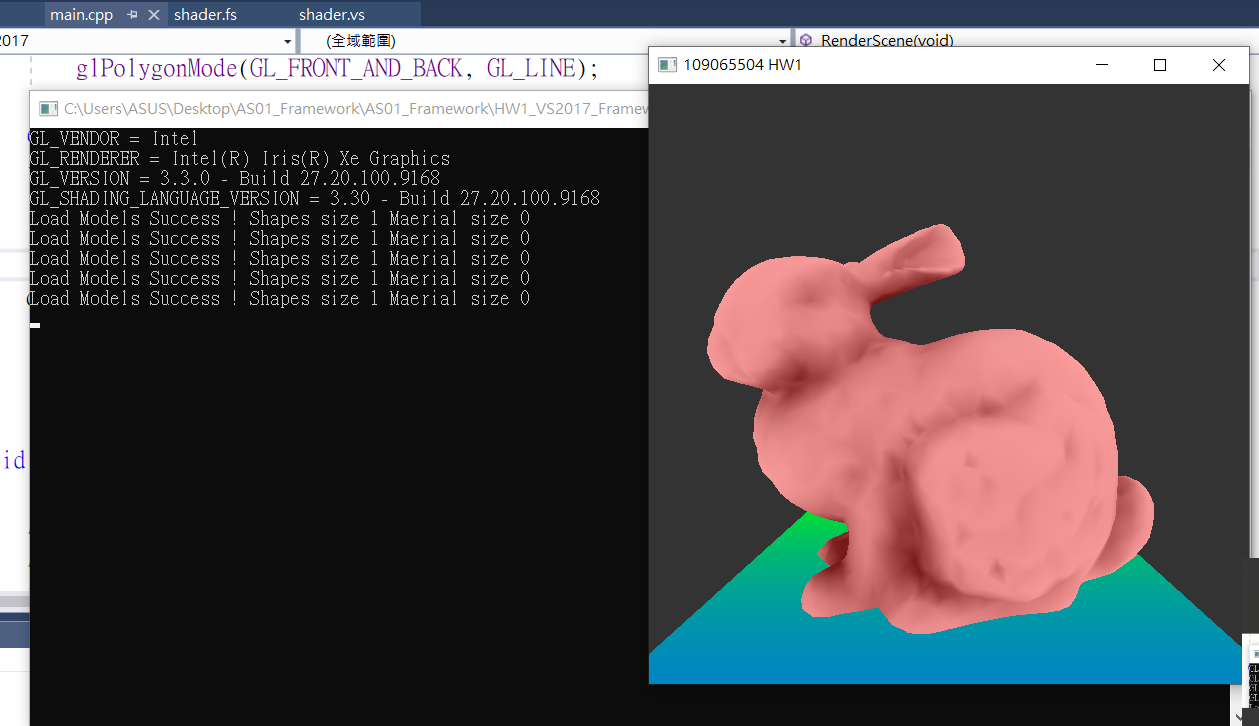 main.cpp
shader.fs
shader.vs
2017
(全域範圍)
RenderScene(void)
glPolygonMode(GL_FRONT_AND_BACK, GL_LINE);
109065504 HW1
C:\Users\ASUS\Desktop\AS01_Framework\AS01_Framework\HW1_VS2017_Framew
GL_VENDOR = Intel
GL_RENDERER = Intel(R) Iris(R) Xe Graphics
GL_VERSION = 3.3.0 - Build 27.20.100.9168
GL_SHADING_LANGUAGE_VERSION = 3.30 - Build 27.20.100.9168
Load Models Success ! Shapes size 1 Maerial size 0
Load Models Success ! Shapes size 1 Maerial size 0
Load Models Success ! Shapes size 1 Maerial size 0
Load Models Success ! Shapes size 1 Maerial size 0
Load Models Success ! Shapes size 1 Maerial size 0
id